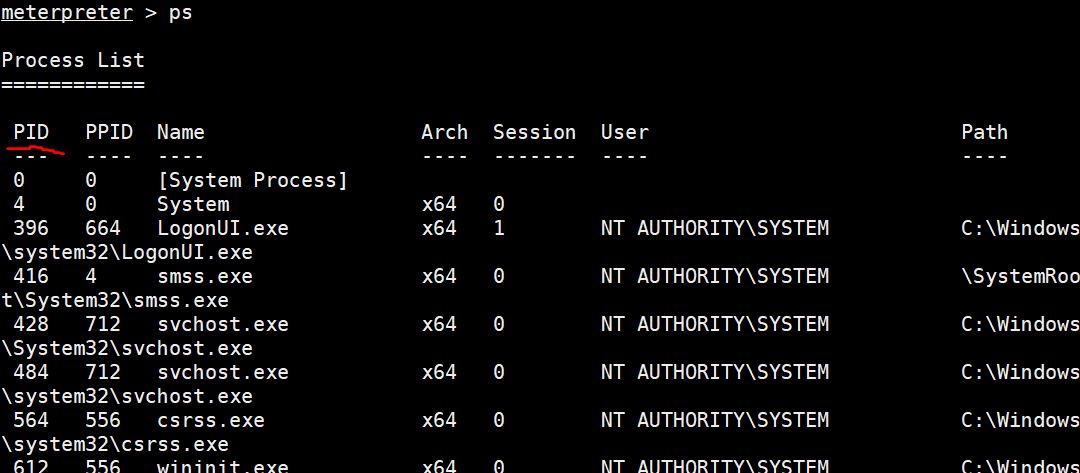 meterpreter > ps
Process List
============
PID PPID Name Arch Session User Path
--- ---- ---- ---- ------- ---- ----
0 0 [System Process]
4 0 System x64 0
396 664 LogonUI.exe x64 1 NT AUTHORITY\SYSTEM C:\Windows
\system32\LogonUI.exe
416 4 smss.exe x64 0 NT AUTHORITY\SYSTEM \SystemRoo
t\System32\smss.exe
428 712 svchost.exe x64 0 NT AUTHORITY\SYSTEM C:\Windows
\System32\svchost.exe
484 712 svchost.exe x64 0 NT AUTHORITY\SYSTEM C:\Windows
\system32\svchost.exe
564 556 csrss.exe x64 0 NT AUTHORITY\SYSTEM C:\Windows
\system32\csrss.exe
612 556 wininit.exe x64 0 NT AUTHORITY\SYSTEM C:\Windows